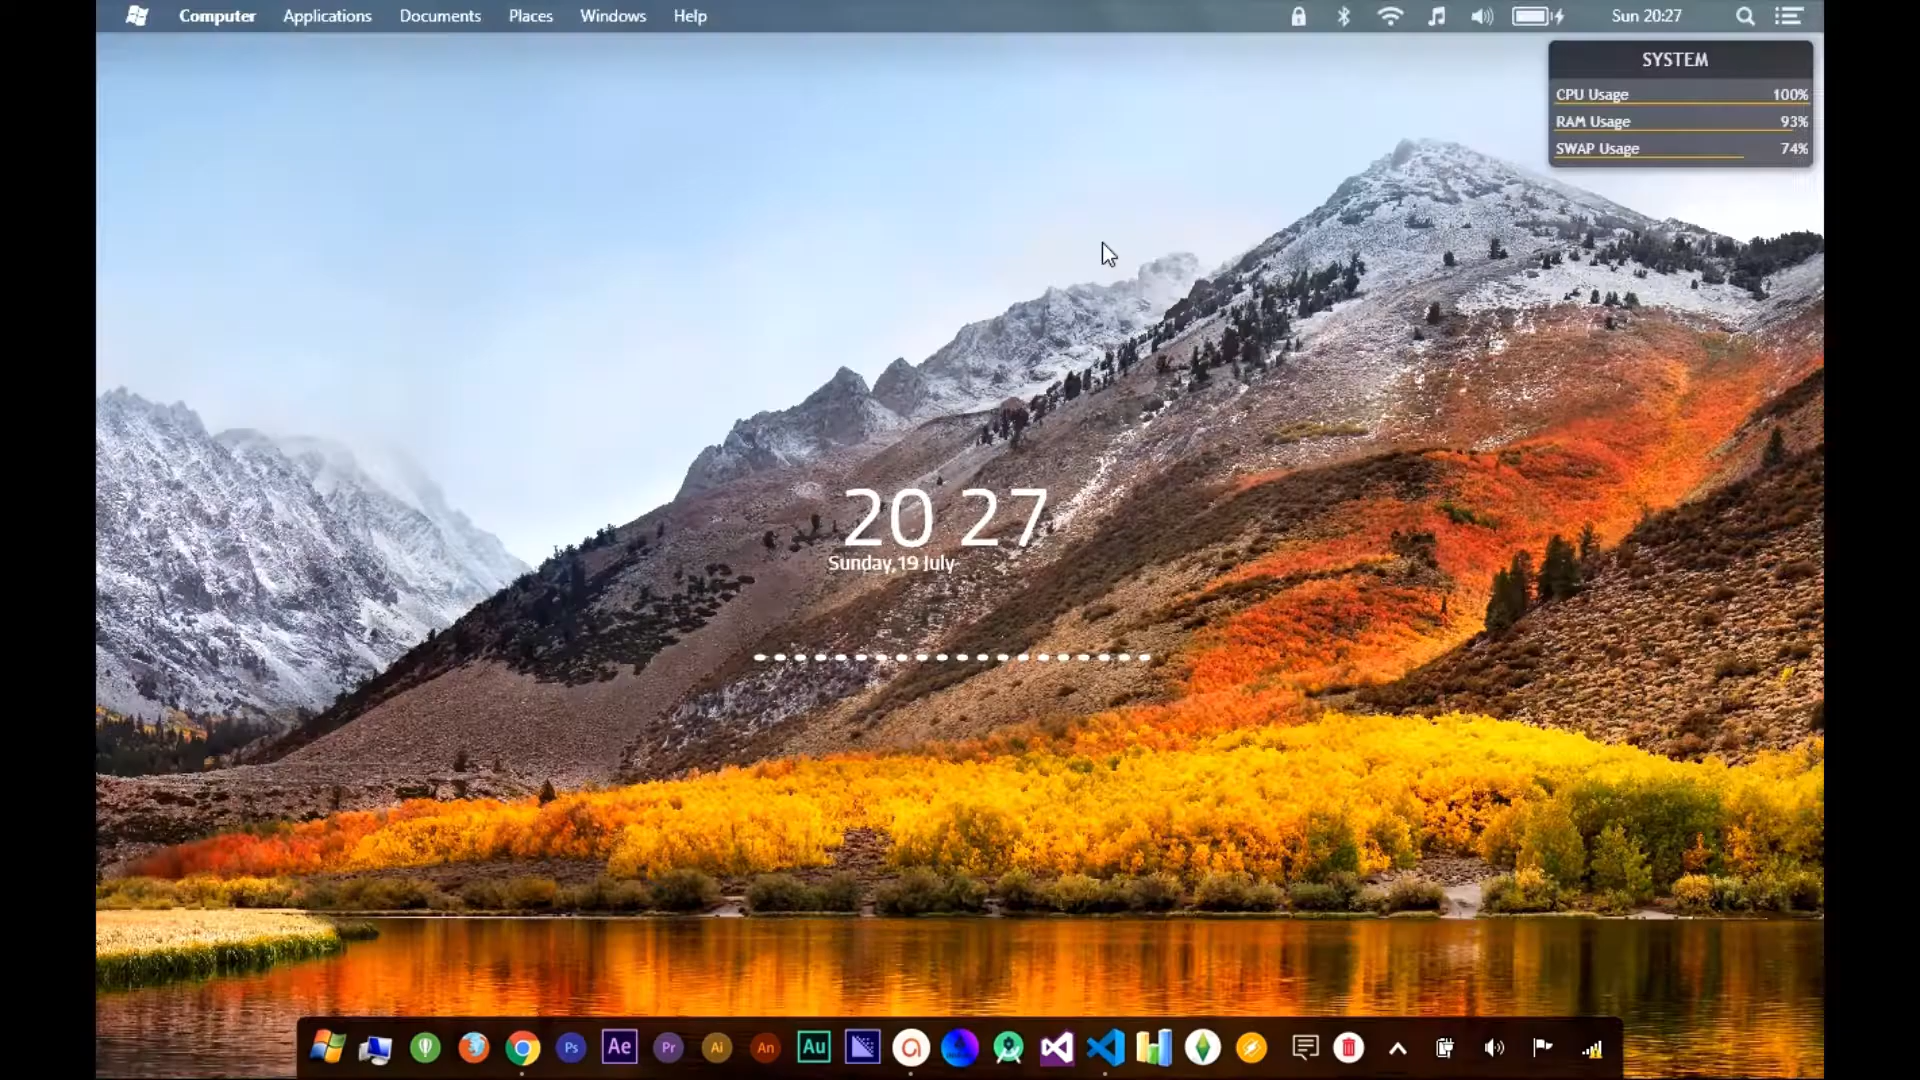 Computer Applications Documents Places Windows Help Sun 20:27
SYSTEM
CPU Usage 100%
RAM Usage 93%
SWAP Usage 74%
20 27
Sunday,19 July
Ps Ae Pr Ai An Au